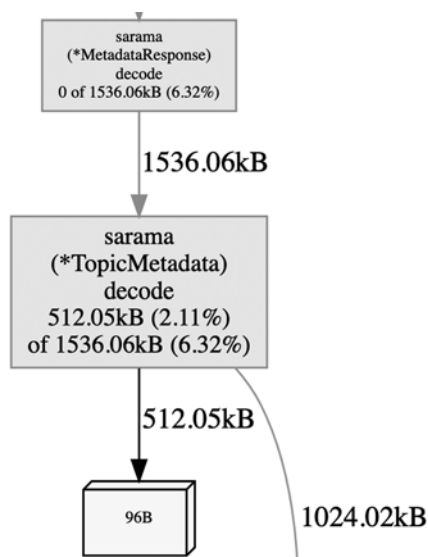 sarama
(*MetadataResponse)
decode
0 of 1536.06kB (6.32%)
1536.06kB
sarama
(*TopicMetadata)
decode
512.05kB (2.11%)
of 1536.06kB (6.32%)
512.05kB
96B
1024.02kB